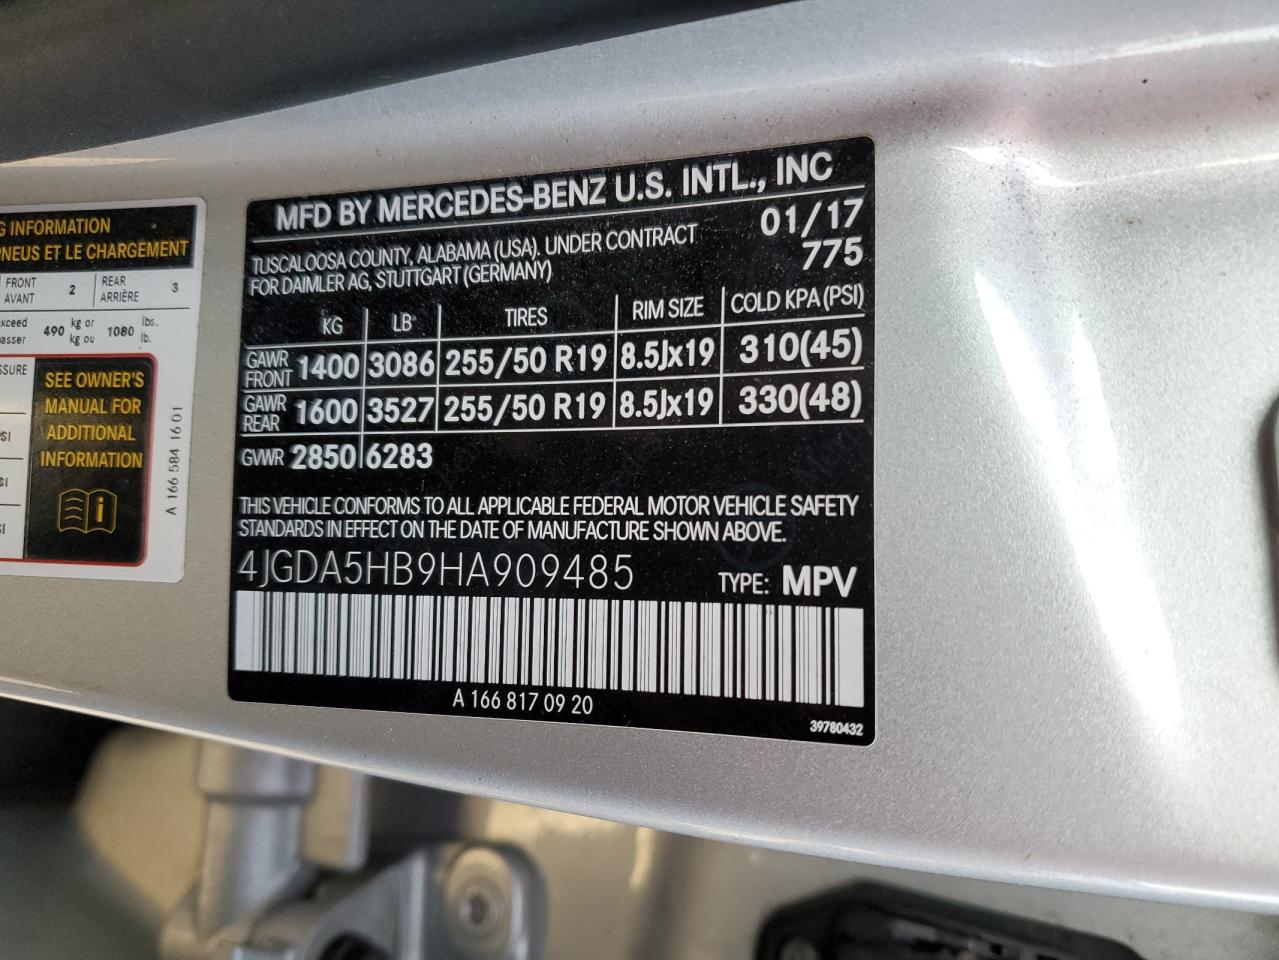 G INFORMATION
PNEUS ET LE CHARGEMENT
FRONT AVANT 2 REAR ARRIÈRE 3
490 kg or kg ou 1080 lbs. lb.
SEE OWNER'S
MANUAL FOR
ADDITIONAL
INFORMATION
A 166 584 16 01
MFD BY MERCEDES-BENZ U.S. INTL., INC
TUSCALOOSA COUNTY, ALABAMA (USA). UNDER CONTRACT 01/17
FOR DAIMLER AG, STUTTGART (GERMANY) 775
KG LB TIRES RIM SIZE COLD KPA (PSI)
GAWR FRONT 1400 3086 255/50 R19 8.5Jx19 310(45)
GAWR REAR 1600 3527 255/50 R19 8.5Jx19 330(48)
GVWR 2850 6283
THIS VEHICLE CONFORMS TO ALL APPLICABLE FEDERAL MOTOR VEHICLE SAFETY
STANDARDS IN EFFECT ON THE DATE OF MANUFACTURE SHOWN ABOVE.
4JGDA5HB9HA909485 TYPE: MPV
A 166 817 09 20
39780432